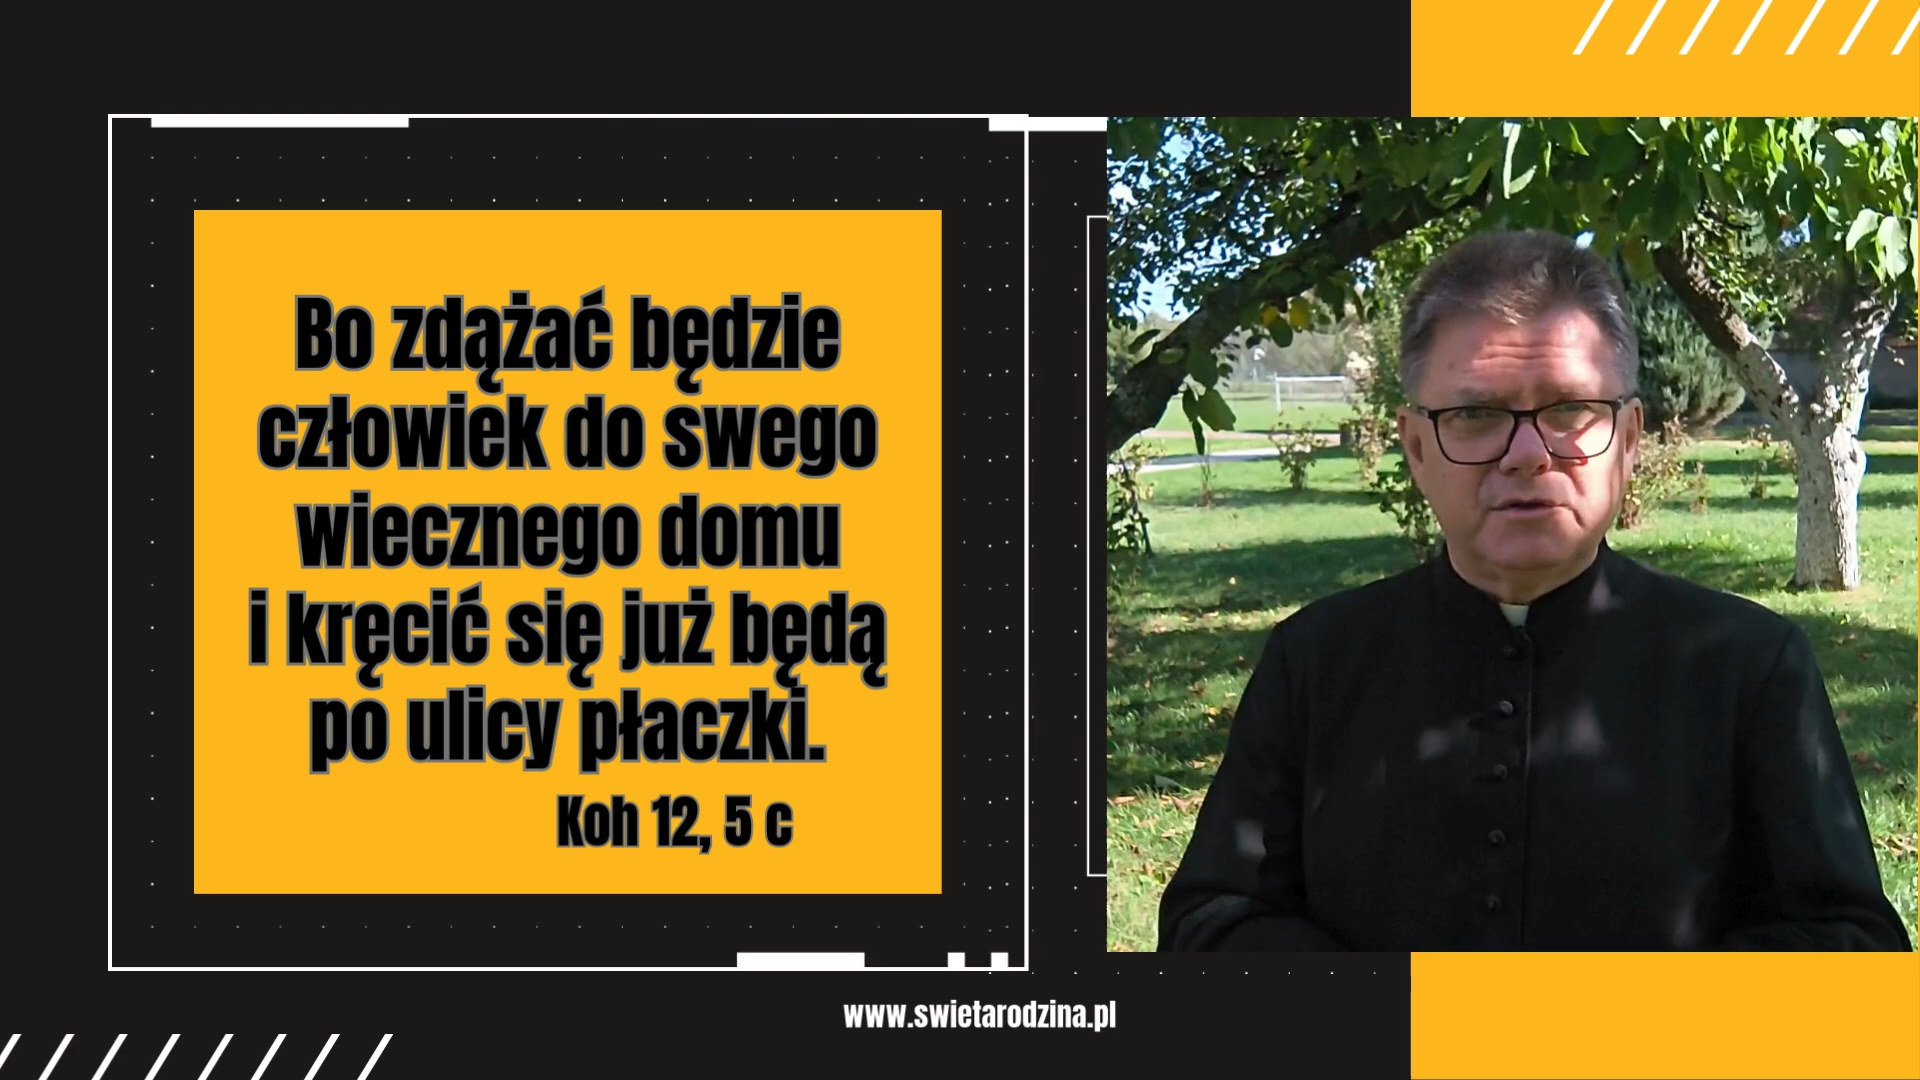 Bo zdążać będzie
człowiek do swego
wiecznego domu
i kręcić się już będą
po ulicy płaczki.
Koh 12, 5 c
www.swietarodzina.pl